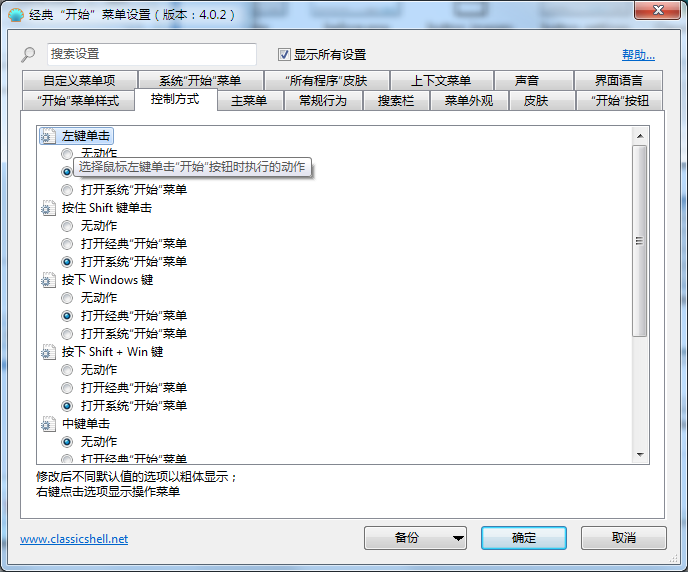 经典“开始”菜单设置（版本：4.0.2）
搜索设置
显示所有设置
帮助...
自定义菜单项
系统“开始”菜单
“所有程序”皮肤
上下文菜单
声音
界面语言
“开始”菜单样式
控制方式
主菜单
常规行为
搜索栏
菜单外观
皮肤
“开始”按钮
左键单击
无动作
选择鼠标左键单击“开始”按钮时执行的动作
打开系统“开始”菜单
按住 Shift 键单击
无动作
打开经典“开始”菜单
打开系统“开始”菜单
按下 Windows 键
无动作
打开经典“开始”菜单
打开系统“开始”菜单
按下 Shift + Win 键
无动作
打开经典“开始”菜单
打开系统“开始”菜单
中键单击
无动作
打开经典“开始”菜单
修改后不同默认值的选项以粗体显示；
右键点击选项显示操作菜单
www.classicshell.net
备份
确定
取消